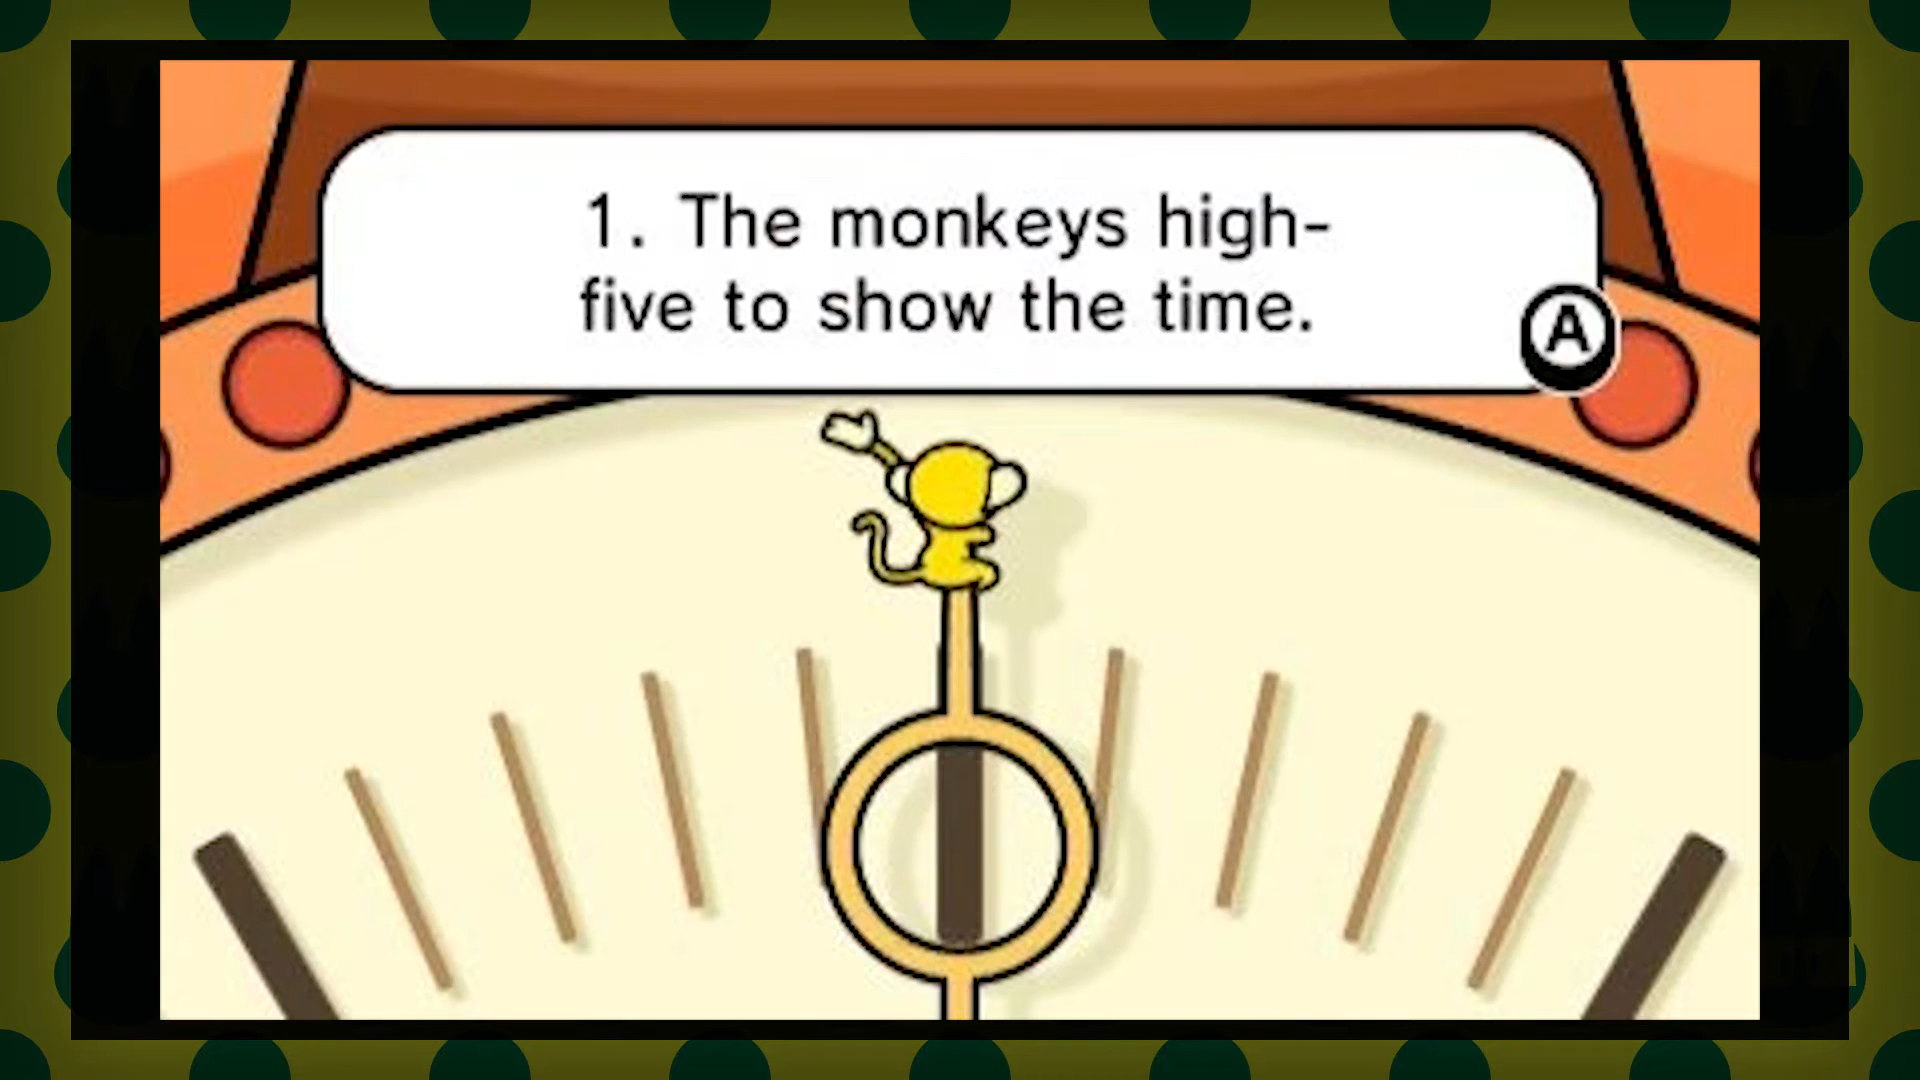 1. The monkeys high-
five to show the time.
A